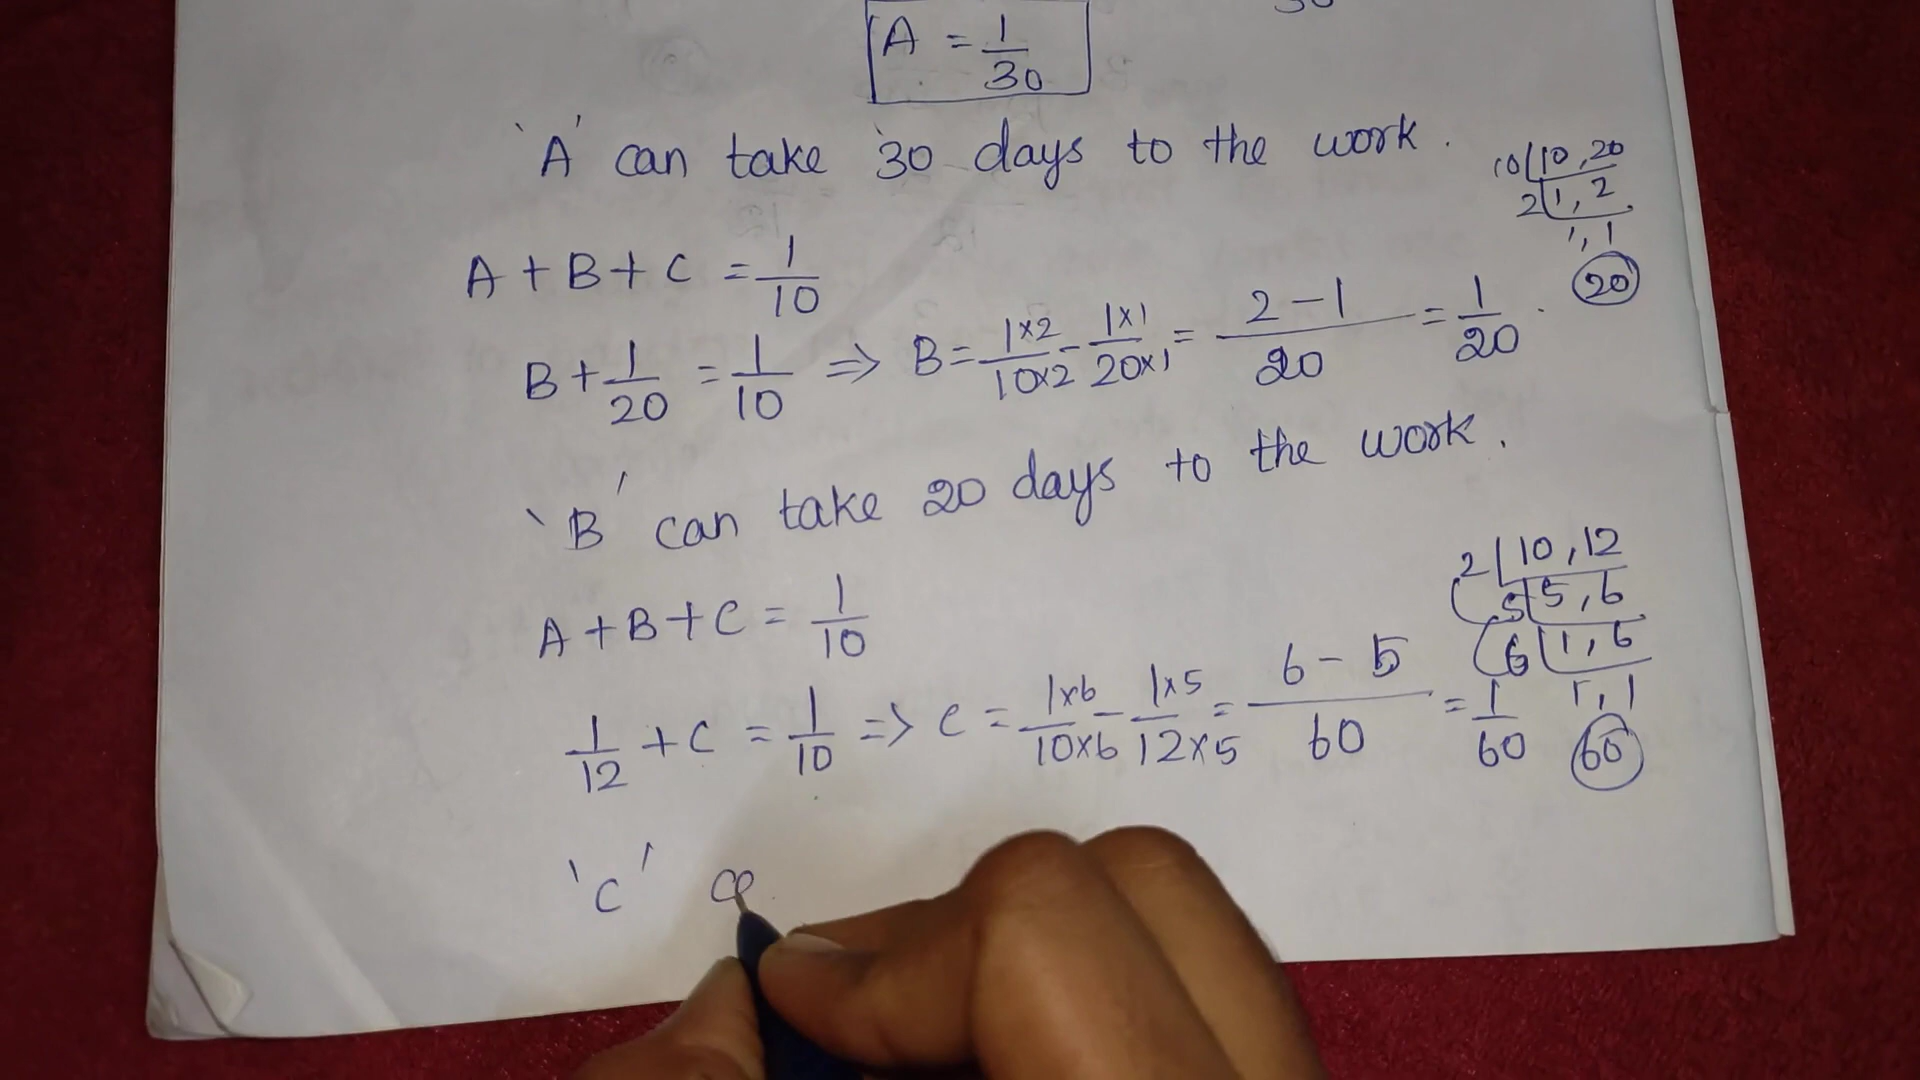 A = 1/30
'A' can take 30 days to the work.
10 | 10, 20
2 | 1, 2
1, 1
20
A + B + C = 1/10
B + 1/20 = 1/10 ⇒ B = 1×2/10×2 - 1×1/20×1 = 2-1/20 = 1/20.
'B' can take 20 days to the work.
2 | 10, 12
5 | 5, 6
6 | 1, 6
1, 1
60
A + B + C = 1/10
1/12 + C = 1/10 => C = 1×6/10×6 - 1×5/12×5 = 6-5/60 = 1/60
'C'